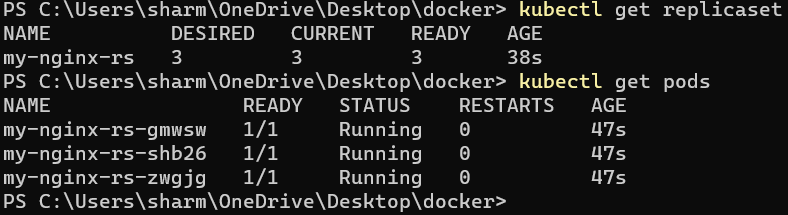 PS C:\Users\sharm\OneDrive\Desktop\docker> kubectl get replicaset
NAME DESIRED CURRENT READY AGE
my-nginx-rs 3 3 3 38s
PS C:\Users\sharm\OneDrive\Desktop\docker> kubectl get pods
NAME READY STATUS RESTARTS AGE
my-nginx-rs-gmwsw 1/1 Running 0 47s
my-nginx-rs-shb26 1/1 Running 0 47s
my-nginx-rs-zwgjg 1/1 Running 0 47s
PS C:\Users\sharm\OneDrive\Desktop\docker>